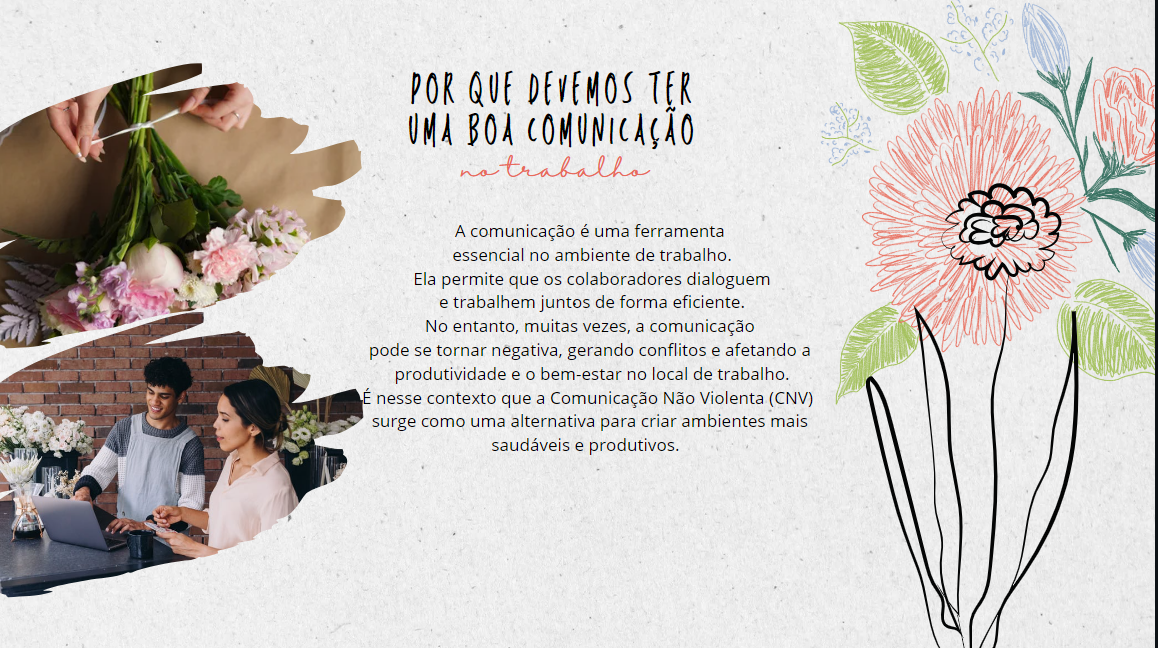 POR QUE DEVEMOS TER
UMA BOA COMUNICAÇÃO
no trabalho
A comunicação é uma ferramenta
essencial no ambiente de trabalho.
Ela permite que os colaboradores dialoguem
e trabalhem juntos de forma eficiente.
No entanto, muitas vezes, a comunicação
pode se tornar negativa, gerando conflitos e afetando a
produtividade e o bem-estar no local de trabalho.
É nesse contexto que a Comunicação Não Violenta (CNV)
surge como uma alternativa para criar ambientes mais
saudáveis e produtivos.